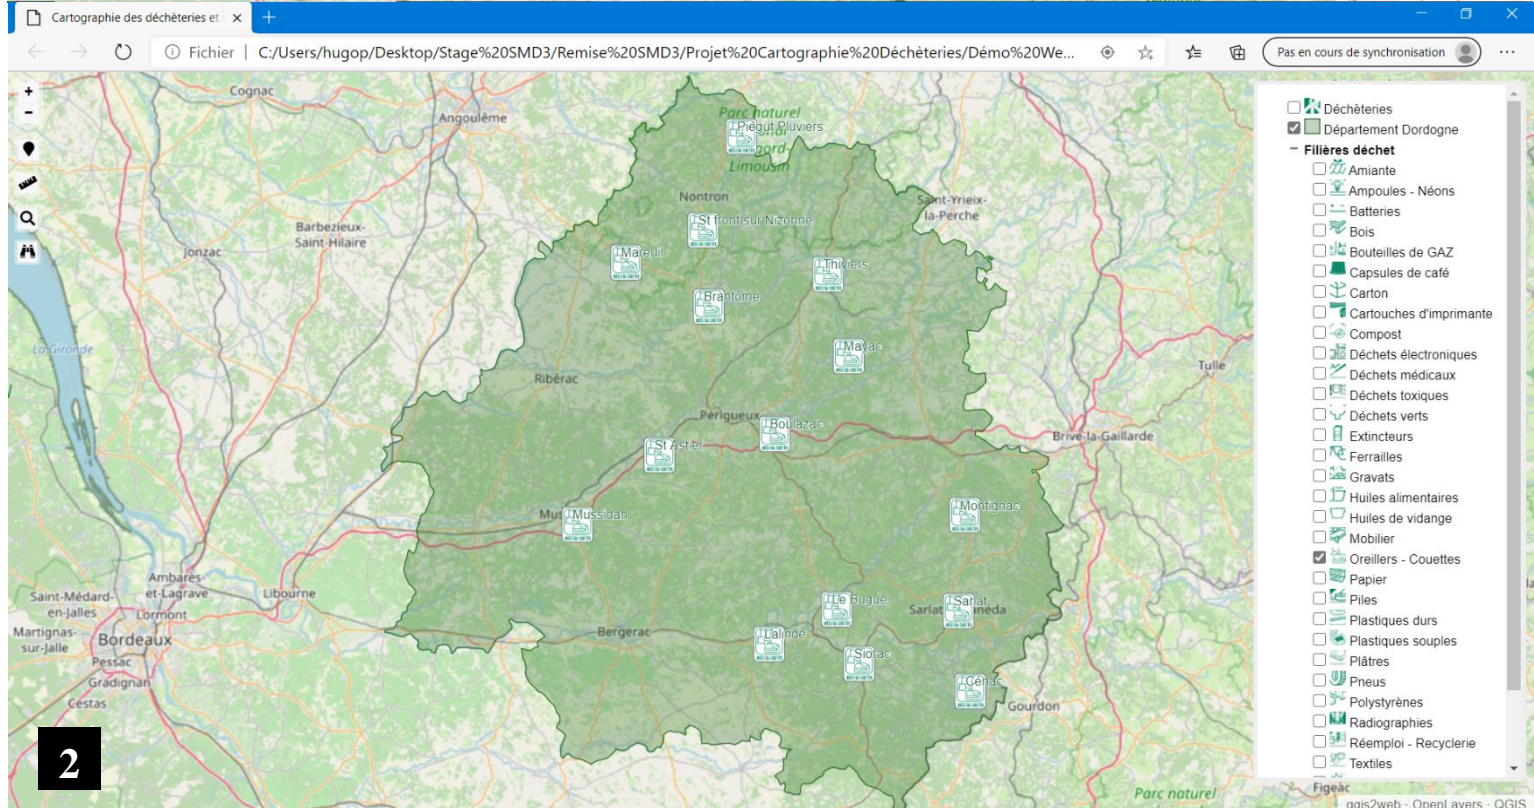 Cartographie des déchèteries et
Fichier | C:/Users/hugop/Desktop/Stage%20SMD3/Remise%20SMD3/Projet%20Cartographie%20Déchèteries/Démo%20We...
Pas en cours de synchronisation
Cognac
Angoulême
Parc naturel
Piégut Pluviers
Limousin
Nontron
Saint-Yrieix-
la-Perche
St front sur Nizonne
Barbezieux-
Saint-Hilaire
Jonzac
Mareuil
Thiviers
Brantôme
Mayac
La Gironde
Tulle
Ribérac
Périgueux
Boulazac
Brive-la-Gaillarde
St Astier
Montignac
Mussidan
Ambarès-
et-Lagrave
Saint-Médard-
en-Jalles
Libourne
Lormont
Le Bugue
Sarlat
Sarlat
Martignas-
sur-Jalle
Bordeaux
Bergerac
Lalinde
Pessac
Siorac
Gradignan
Cénac
Cestas
Gourdon
Parc naturel
Figeac
2
Déchèteries
Département Dordogne
Filières déchet
Amiante
Ampoules - Néons
Batteries
Bois
Bouteilles de GAZ
Capsules de café
Carton
Cartouches d'imprimante
Compost
Déchets électroniques
Déchets médicaux
Déchets toxiques
Déchets verts
Extincteurs
Ferrailles
Gravats
Huiles alimentaires
Huiles de vidange
Mobilier
Oreillers - Couettes
Papier
Piles
Plastiques durs
Plastiques souples
Plâtres
Pneus
Polystyrènes
Radiographies
Réemploi - Recyclerie
Textiles
qgis2web · OpenLayers · QGIS